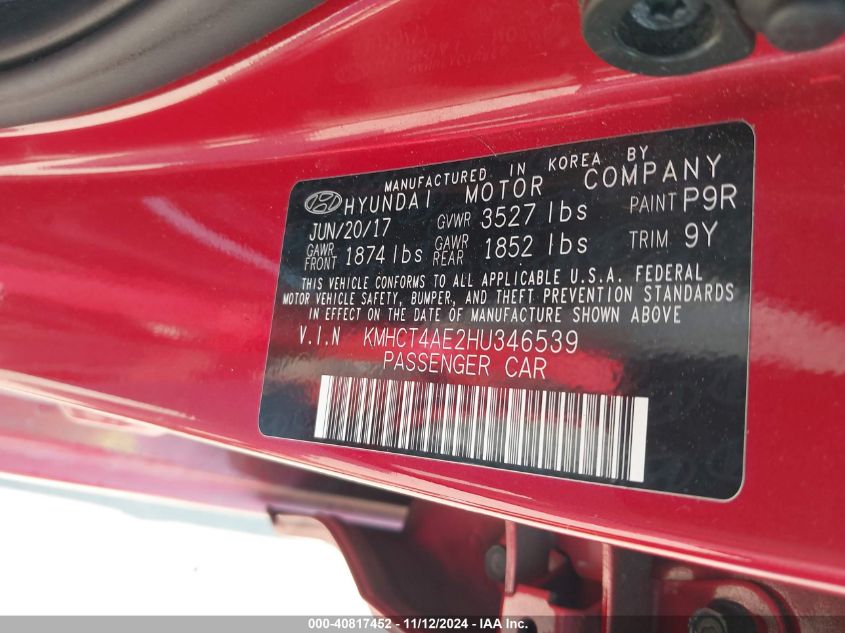 MANUFACTURED IN KOREA BY
HYUNDAI MOTOR COMPANY
JUN/20/17 GVWR 3527 lbs PAINT P9R
GAWR FRONT 1874 lbs GAWR REAR 1852 lbs TRIM 9Y
THIS VEHICLE CONFORMS TO ALL APPLICABLE U.S.A. FEDERAL
MOTOR VEHICLE SAFETY, BUMPER, AND THEFT PREVENTION STANDARDS
IN EFFECT ON THE DATE OF MANUFACTURE SHOWN ABOVE.
V.I.N KMHCT4AE2HU346539
PASSENGER CAR
000-40817452 - 11/12/2024 - IAA Inc.